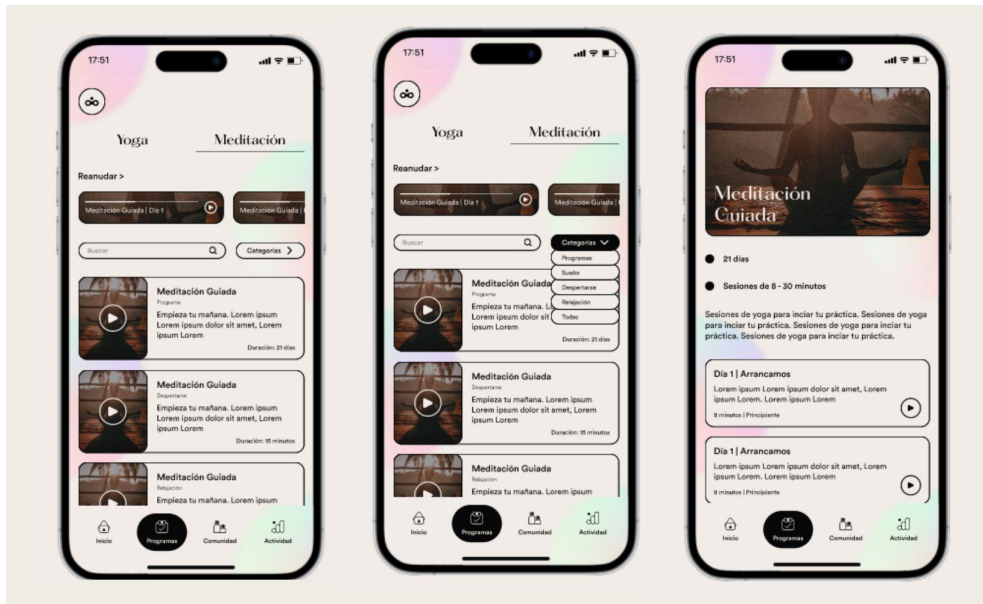 17:51
Yoga
Meditación
Reanudar >
Meditación Guiada | Día 1
Meditación Guiada |
Buscar
Categorías >
Meditación Guiada
Programa
Empieza tu mañana. Lorem ipsum
Lorem ipsum dolor sit amet, Lorem
ipsum Lorem
Duración: 21 días
Meditación Guiada
Despertarse
Empieza tu mañana. Lorem ipsum
Lorem ipsum dolor sit amet, Lorem
ipsum Lorem
Duración: 15 minutos
Meditación Guiada
Relajación
Empieza tu mañana. Lorem ipsum
Inicio
Programas
Comunidad
Actividad
17:51
Yoga
Meditación
Reanudar >
Meditación Guiada | Día 1
Meditación Guiada |
Buscar
Categorías
Programas
Sueño
Despertarse
Relajación
Todos
Meditación Guiada
Programa
Empieza tu mañana. Lorem
Lorem ipsum dolor sit
ipsum Lorem
Duración: 21 días
Meditación Guiada
Despertarse
Empieza tu mañana. Lorem ipsum
Lorem ipsum dolor sit amet, Lorem
ipsum Lorem
Duración: 15 minutos
Meditación Guiada
Relajación
Empieza tu mañana. Lorem ipsum
Inicio
Programas
Comunidad
Actividad
17:51
Meditación
Guiada
21 días
Sesiones de 8 - 30 minutos
Sesiones de yoga para inciar tu práctica. Sesiones de yoga
para inciar tu práctica. Sesiones de yoga para inciar tu
práctica. Sesiones de yoga para inciar tu práctica.
Día 1 | Arrancamos
Lorem ipsum Lorem ipsum dolor sit amet, Lorem
ipsum Lorem. Lorem ipsum Lorem
8 minutos | Principiante
Día 1 | Arrancamos
Lorem ipsum Lorem ipsum dolor sit amet, Lorem
ipsum Lorem. Lorem ipsum Lorem
8 minutos | Principiante
Inicio
Programas
Comunidad
Actividad